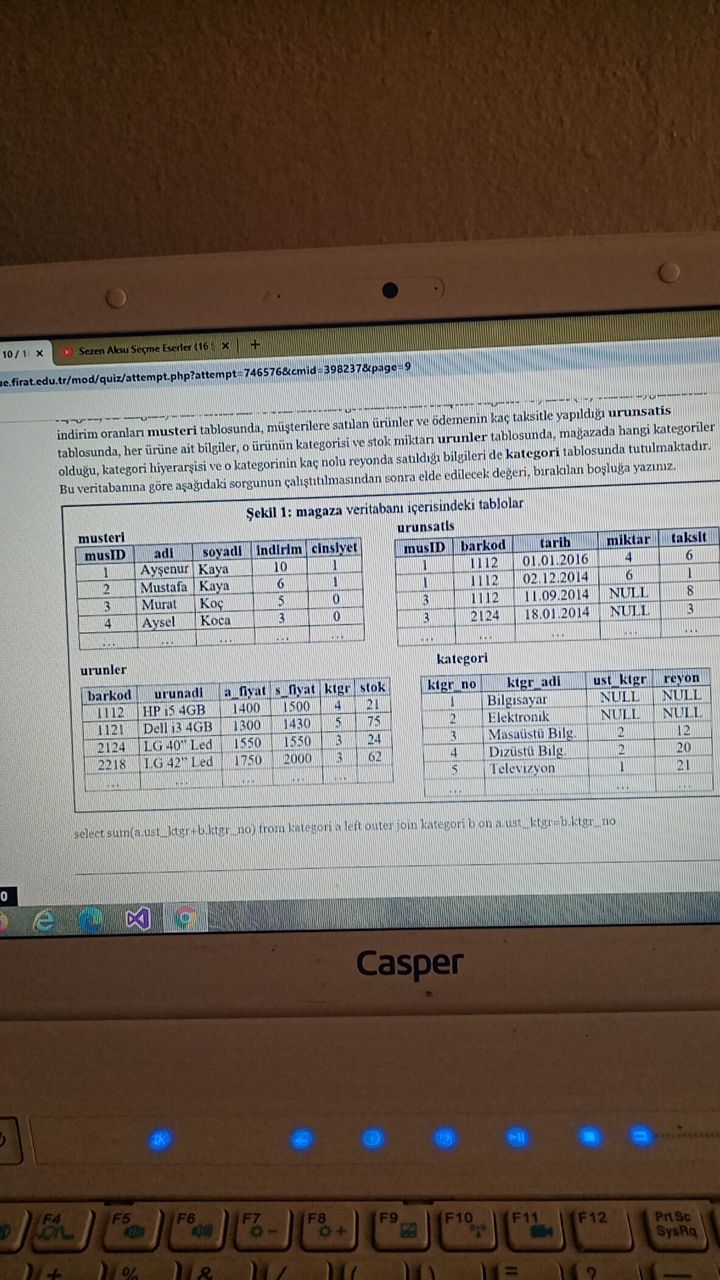 10 / 1 x
Sezen Aksu Seçme Eserler (16 x +
ue.firat.edu.tr/mod/quiz/attempt.php?attempt=746576&cmid=398237&page=9
indirim oranları musteri tablosunda, müşterilere satılan ürünler ve ödemenin kaç taksitle yapıldığı urunsatis
tablosunda, her ürüne ait bilgiler, o ürünün kategorisi ve stok miktarı urunler tablosunda, mağazada hangi kategoriler
olduğu, kategori hiyerarşisi ve o kategorinin kaç nolu reyonda satıldığı bilgileri de kategori tablosunda tutulmaktadır.
Bu veritabanına göre aşağıdaki sorgunun çalıştıtılmasından sonra elde edilecek değeri, bırakılan boşluğa yazınız.
Şekil 1: magaza veritabanı içerisindeki tablolar
musteri
musID adi soyadi indirim cinsiyet
1 Ayşenur Kaya 10 1
2 Mustafa Kaya 6 1
3 Murat Koç 5 0
4 Aysel Koca 3 0
... ... ... ... ...
urunsatis
musID barkod tarih miktar taksit
1 1112 01.01.2016 4 6
1 1112 02.12.2014 6 1
3 1112 11.09.2014 NULL 8
3 2124 18.01.2014 NULL 3
... ... ... ... ...
urunler
barkod urunadi a_fiyat s_fiyat ktgr stok
1112 HP i5 4GB 1400 1500 4 21
1121 Dell i3 4GB 1300 1430 5 75
2124 LG 40" Led 1550 1550 3 24
2218 LG 42" Led 1750 2000 3 62
... ... ... ... ...
kategori
ktgr_no ktgr_adi ust_ktgr reyon
1 Bilgisayar NULL NULL
2 Elektronik NULL NULL
3 Masaüstü Bilg. 2 12
4 Dizüstü Bilg. 2 20
5 Televizyon 1 21
... ... ... ...
select sum(a.ust_ktgr+b.ktgr_no) from kategori a left outer join kategori b on a.ust_ktgr=b.ktgr_no
Casper
F4 F5 F6 F7 F8 F9 F10 F11 F12 Prt Sc
SysRq